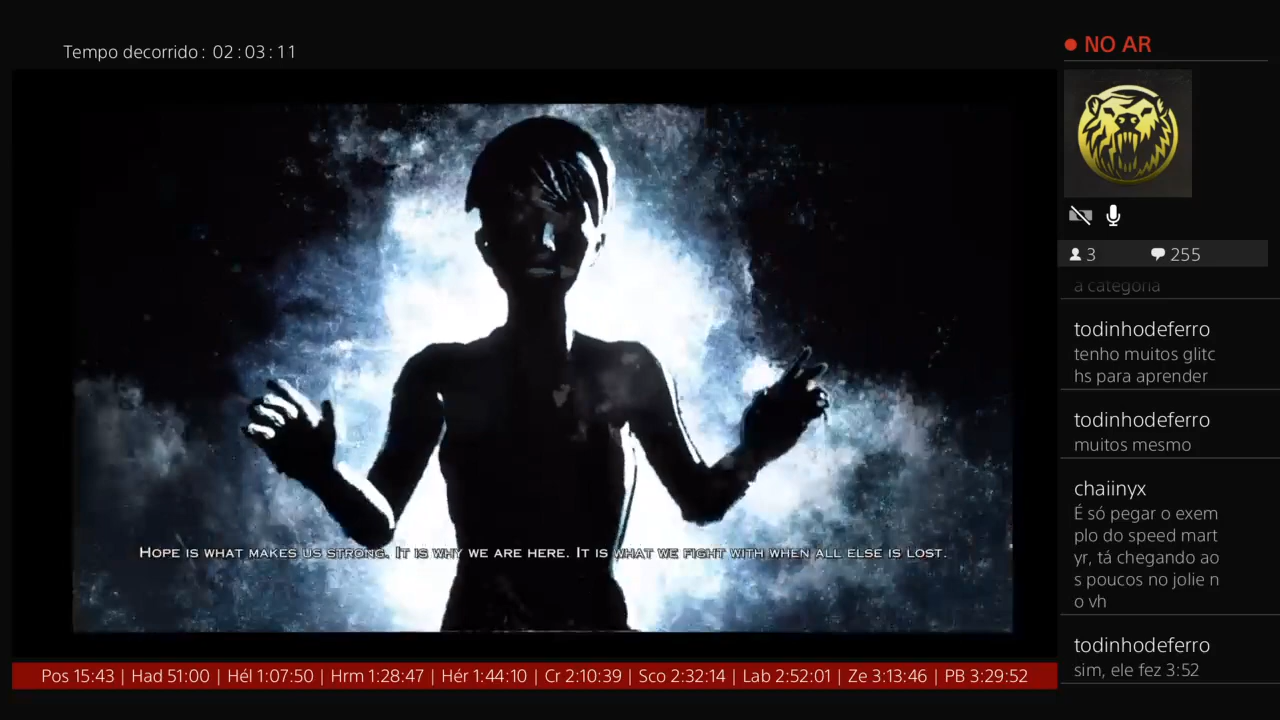 Tempo decorrido: 02:03:11
NO AR
3 255
a categoria
todinhodeferro
tenho muitos glitc
hs para aprender
todinhodeferro
muitos mesmo
chaiinyx
É só pegar o exem
plo do speed mart
yr, tá chegando ao
s poucos no jolie n
o vh
todinhodeferro
sim, ele fez 3:52
Hope is what makes us strong. It is why we are here. It is what we fight with when all else is lost.
Pos 15:43 | Had 51:00 | Hél 1:07:50 | Hrm 1:28:47 | Hér 1:44:10 | Cr 2:10:39 | Sco 2:32:14 | Lab 2:52:01 | Ze 3:13:46 | PB 3:29:52